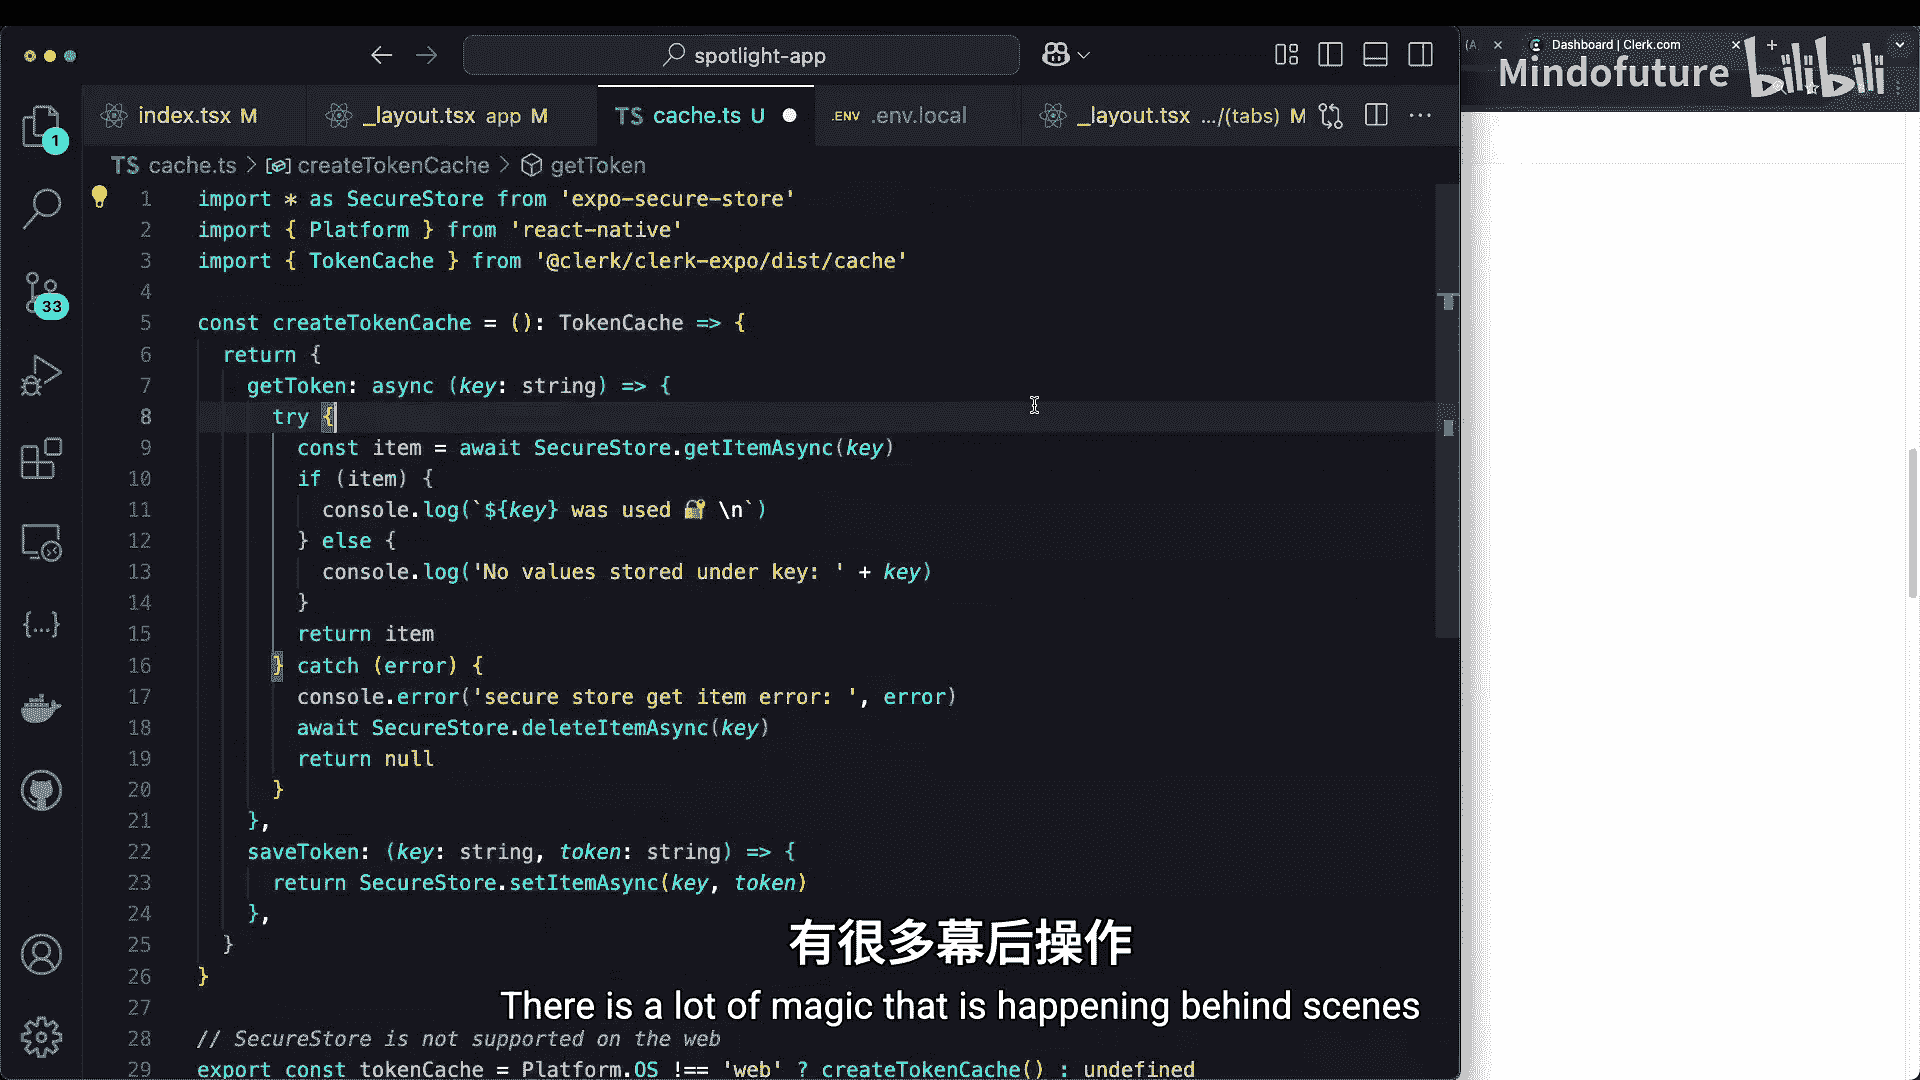 spotlight-app
Dashboard | Clerk.com
Mindofuture bilibili
index.tsx M
_layout.tsx app M
TS cache.ts U
.ENV .env.local
_layout.tsx .../(tabs) M
TS cache.ts > createTokenCache > getToken
1
33
1 import * as SecureStore from 'expo-secure-store'
2 import { Platform } from 'react-native'
3 import { TokenCache } from '@clerk/clerk-expo/dist/cache'
4
5 const createTokenCache = (): TokenCache => {
6 return {
7 getToken: async (key: string) => {
8 try {
9 const item = await SecureStore.getItemAsync(key)
10 if (item) {
11 console.log(`${key} was used 🔐 \n`)
12 } else {
13 console.log('No values stored under key: ' + key)
14 }
15 return item
16 } catch (error) {
17 console.error('secure store get item error: ', error)
18 await SecureStore.deleteItemAsync(key)
19 return null
20 }
21 },
22 saveToken: (key: string, token: string) => {
23 return SecureStore.setItemAsync(key, token)
24 },
25 }
26 }
27
28 // SecureStore is not supported on the web
29 export const tokenCache = Platform.OS !== 'web' ? createTokenCache() : undefined
有很多幕后操作
There is a lot of magic that is happening behind scenes